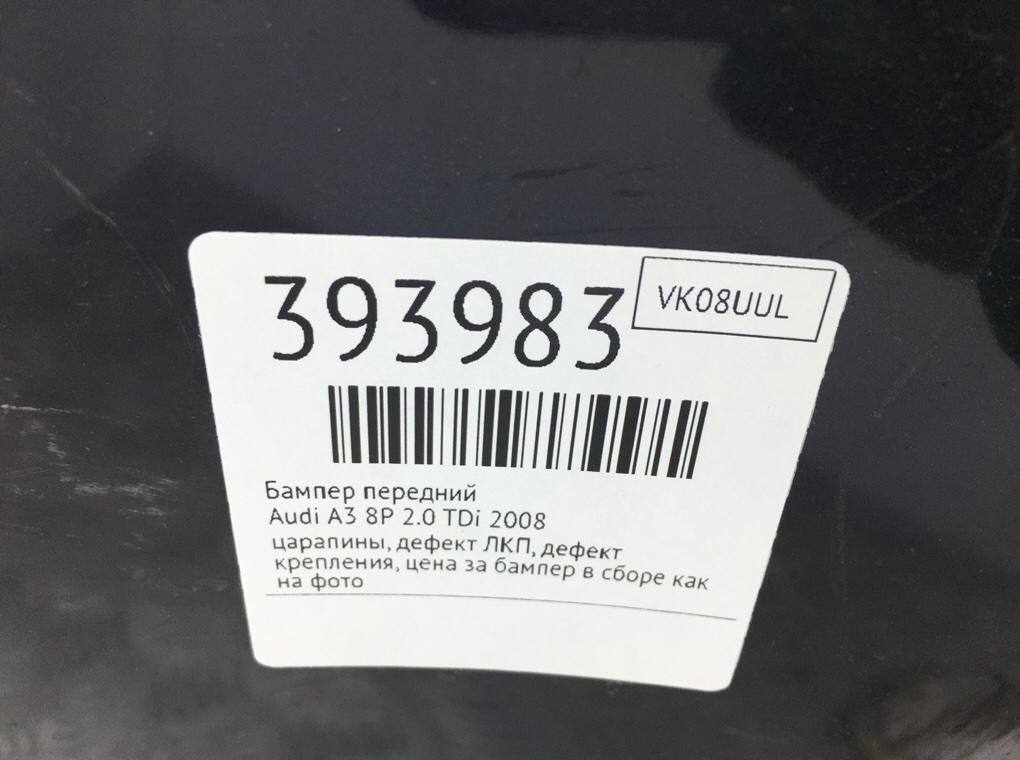 393983
VK08UUL
Бампер передний
Audi A3 8P 2.0 TDi 2008
царапины, дефект ЛКП, дефект
крепления, цена за бампер в сборе как
на фото